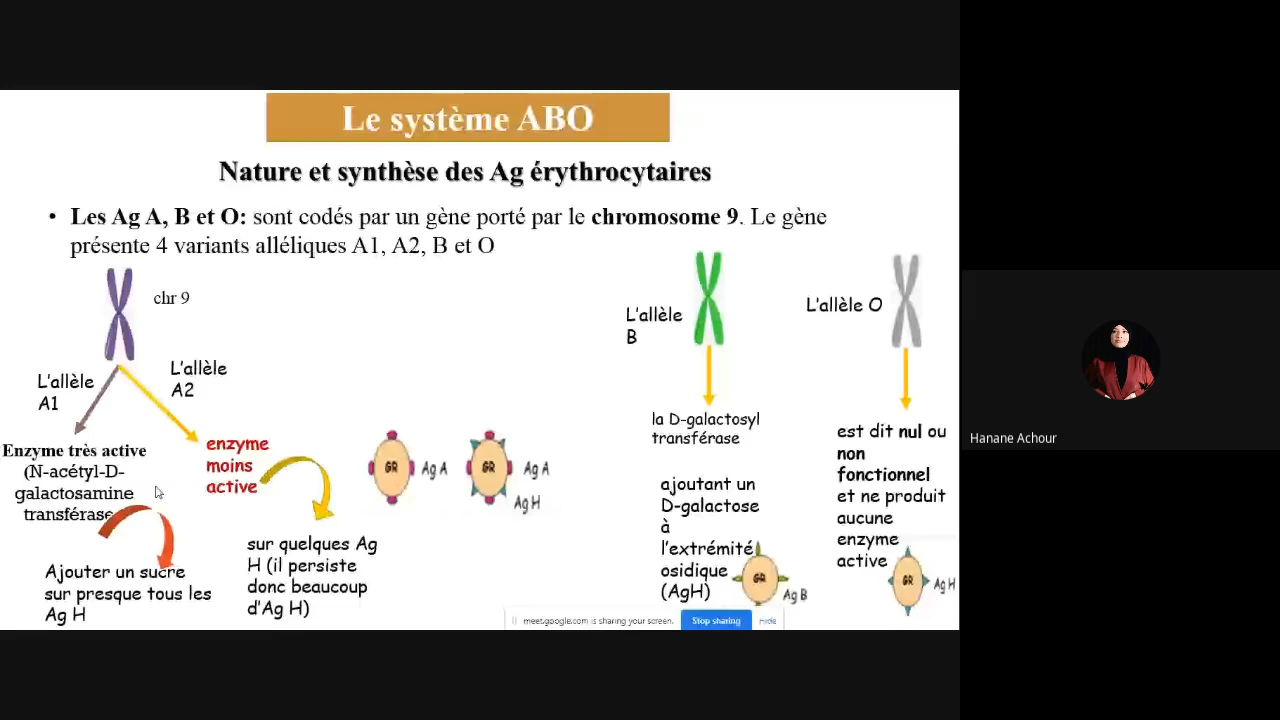 Le système ABO
Nature et synthèse des Ag érythrocytaires
• Les Ag A, B et O: sont codés par un gène porté par le chromosome 9. Le gène
présente 4 variants alléliques A1, A2, B et O
chr 9
L'allèle
A1
L'allèle
A2
Enzyme très active
(N-acétyl-D-
galactosamine
transférase
Ajouter un sucre
sur presque tous les
Ag H
enzyme
moins
active
sur quelques Ag
H (il persiste
donc beaucoup
d'Ag H)
GR
Ag A
GR
Ag A
Ag H
L'allèle
B
la D-galactosyl
transférase
ajoutant un
D-galactose
à
l'extrémité
osidique
(AgH)
GR
Ag B
L'allèle O
est dit nul ou
non
fonctionnel
et ne produit
aucune
enzyme
active
GR
Ag H
meet.google.com is sharing your screen.
Stop sharing
Hide
Hanane Achour